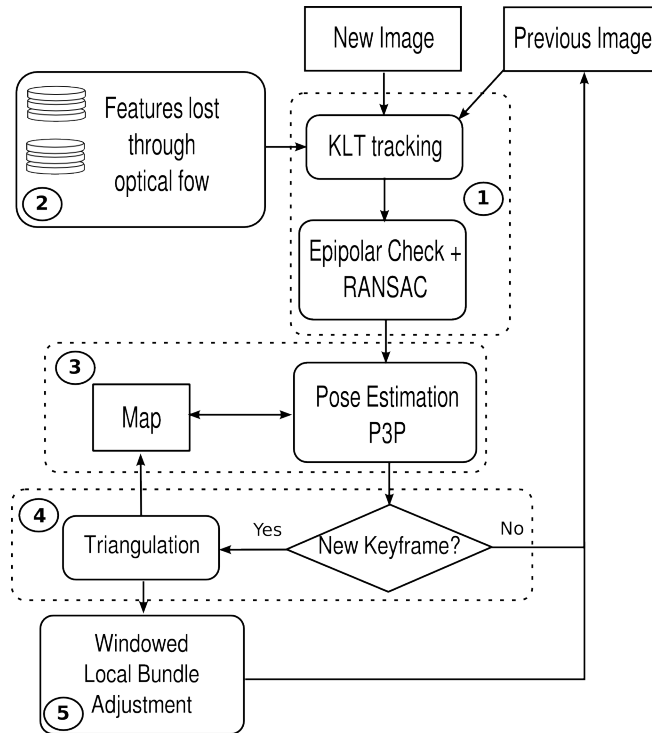 New Image
Previous Image
Features lost
through
optical fow
2
KLT tracking
1
Epipolar Check +
RANSAC
3
Map
Pose Estimation
P3P
4
Triangulation
Yes
New Keyframe?
No
Windowed
Local Bundle
Adjustment
5